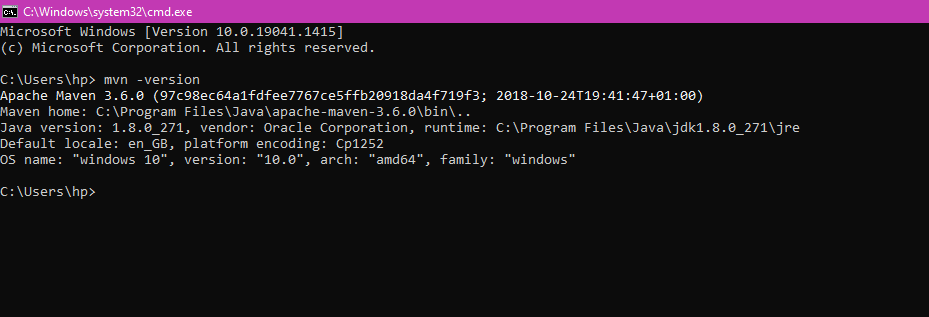 C:\Windows\system32\cmd.exe
Microsoft Windows [Version 10.0.19041.1415]
(c) Microsoft Corporation. All rights reserved.
C:\Users\hp> mvn -version
Apache Maven 3.6.0 (97c98ec64a1fdfee7767ce5ffb20918da4f719f3; 2018-10-24T19:41:47+01:00)
Maven home: C:\Program Files\Java\apache-maven-3.6.0\bin\..
Java version: 1.8.0_271, vendor: Oracle Corporation, runtime: C:\Program Files\Java\jdk1.8.0_271\jre
Default locale: en_GB, platform encoding: Cp1252
OS name: "windows 10", version: "10.0", arch: "amd64", family: "windows"
C:\Users\hp>